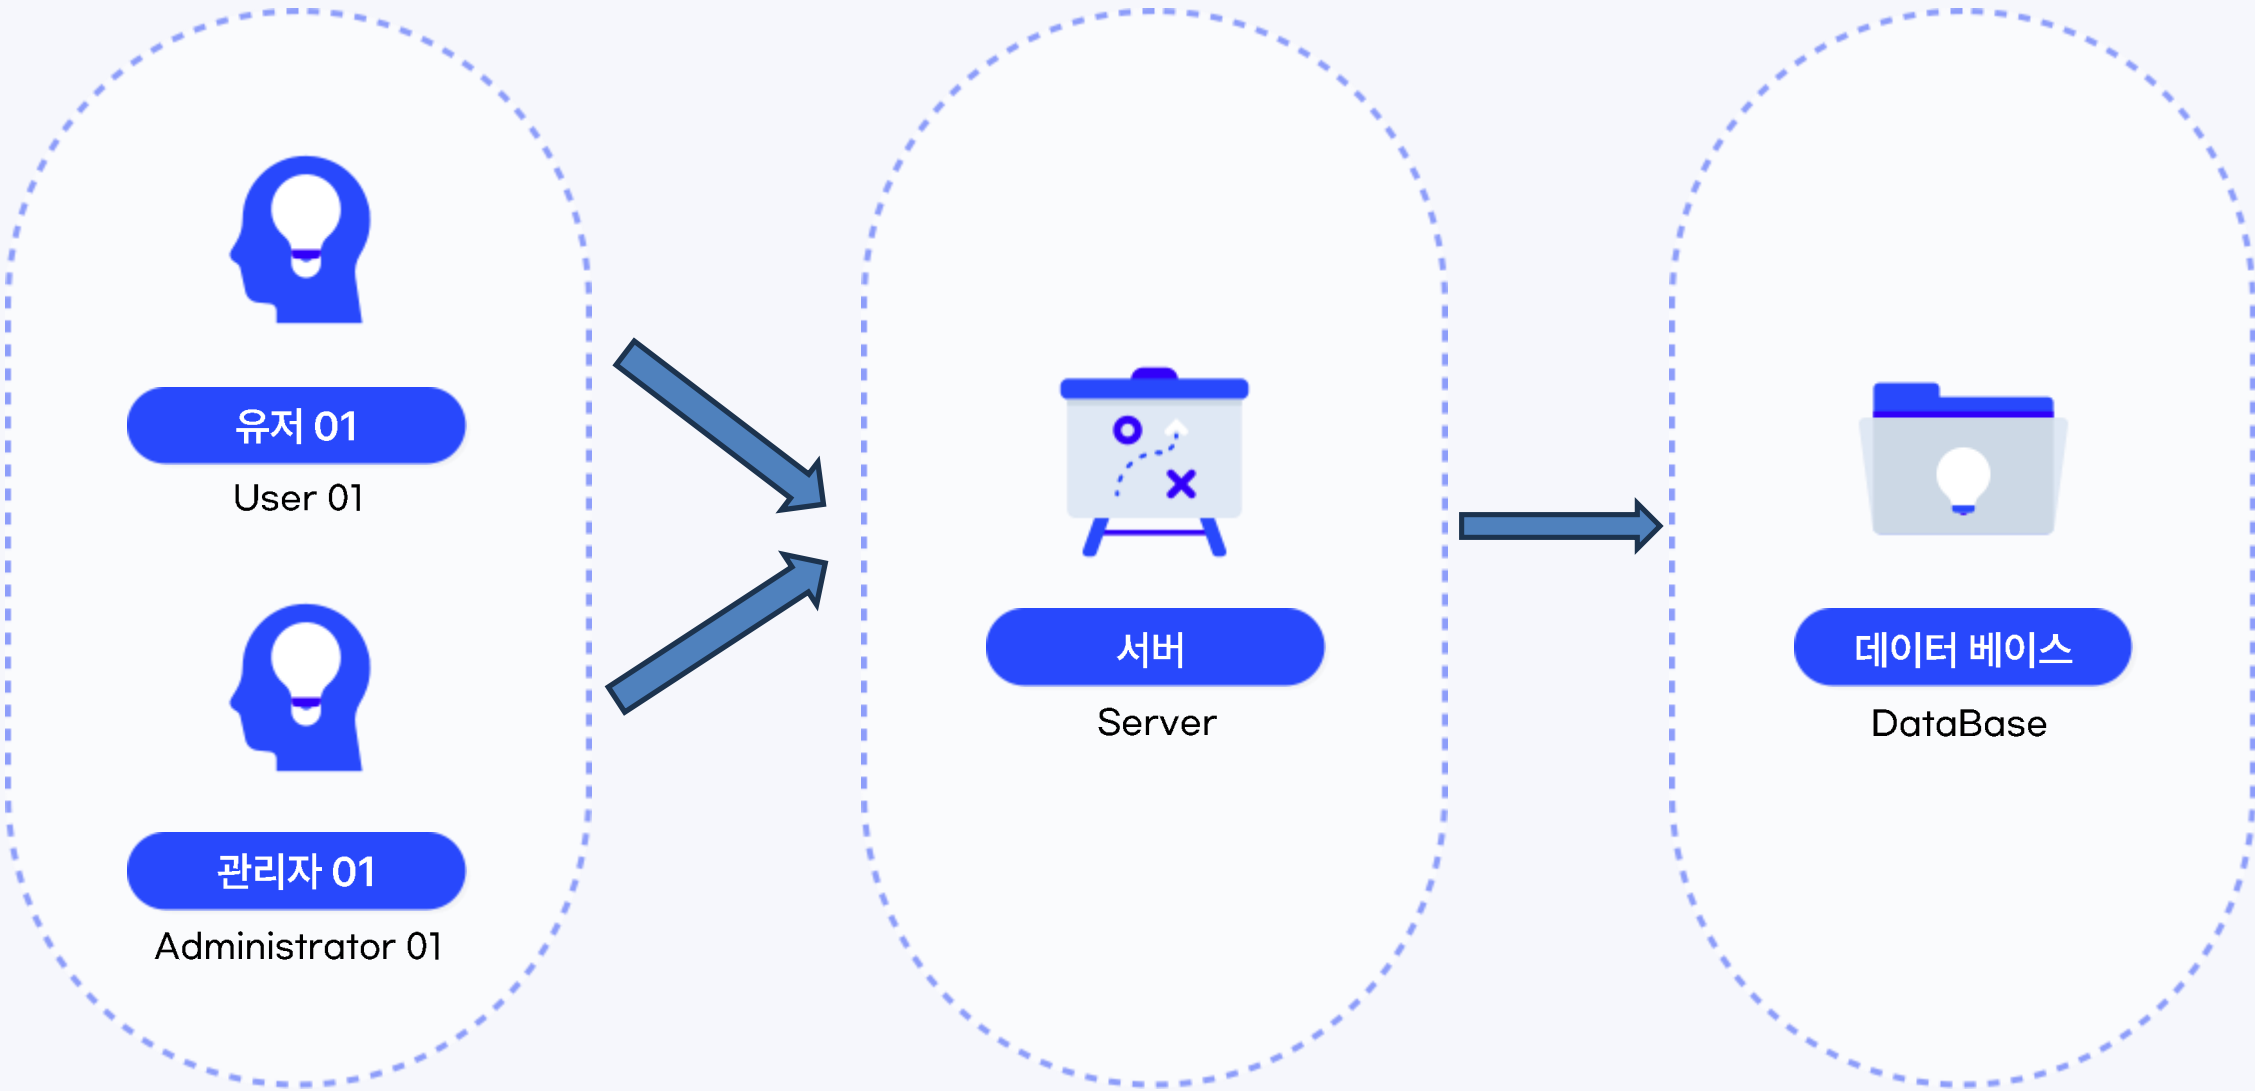 유저 01
User 01
관리자 01
Administrator 01
서버
Server
데이터 베이스
DataBase